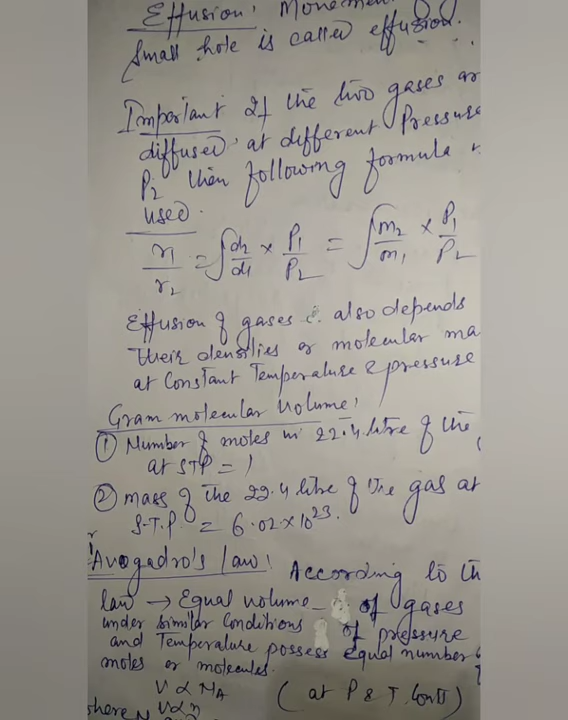 Effusion: Movemen
small hole is called effusion.
Important If the two gases ar
diffused, at different Pressure
P2 then following formula
used.
r1/r2 = √d2/d1 × P1/P2 = √m2/m1 × P1/P2
Effusion of gases is also depends
their densities or molecular ma
at Constant Temperature & pressure
Gram molecular Volume:
① Number of moles in 22.4 litre of the
at STP = 1
② mass of the 22.4 litre of the gas at
S.T.P. = 6.02×10²³.
Avogadro's law: According to th
law → Equal volume of gases
under similar Conditions of pressure
and Temperature possess equal number
moles or molecules.
V ∝ NA (at P & T. Const)
where V∝n